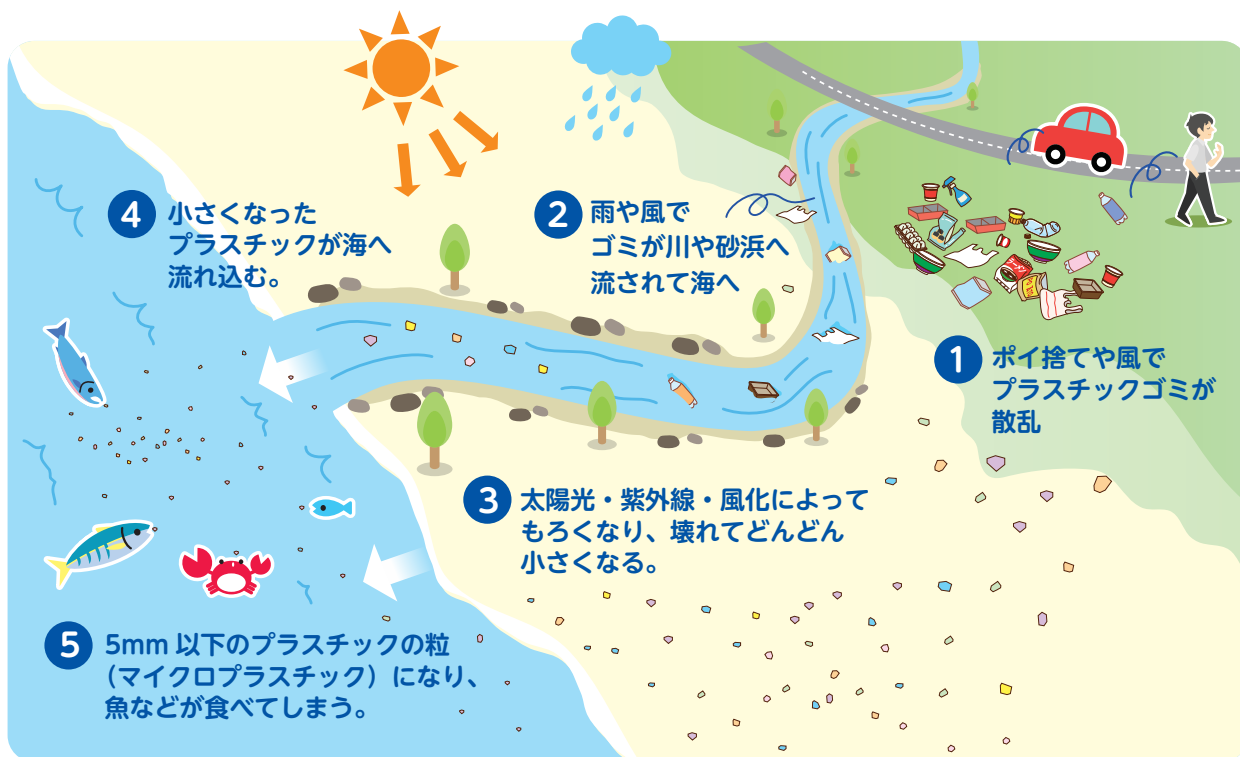 1 ポイ捨てや風で
プラスチックゴミが
散乱
2 雨や風で
ゴミが川や砂浜へ
流されて海へ
3 太陽光・紫外線・風化によって
もろくなり、壊れてどんどん
小さくなる。
4 小さくなった
プラスチックが海へ
流れ込む。
5 5mm 以下のプラスチックの粒
（マイクロプラスチック）になり、
魚などが食べてしまう。